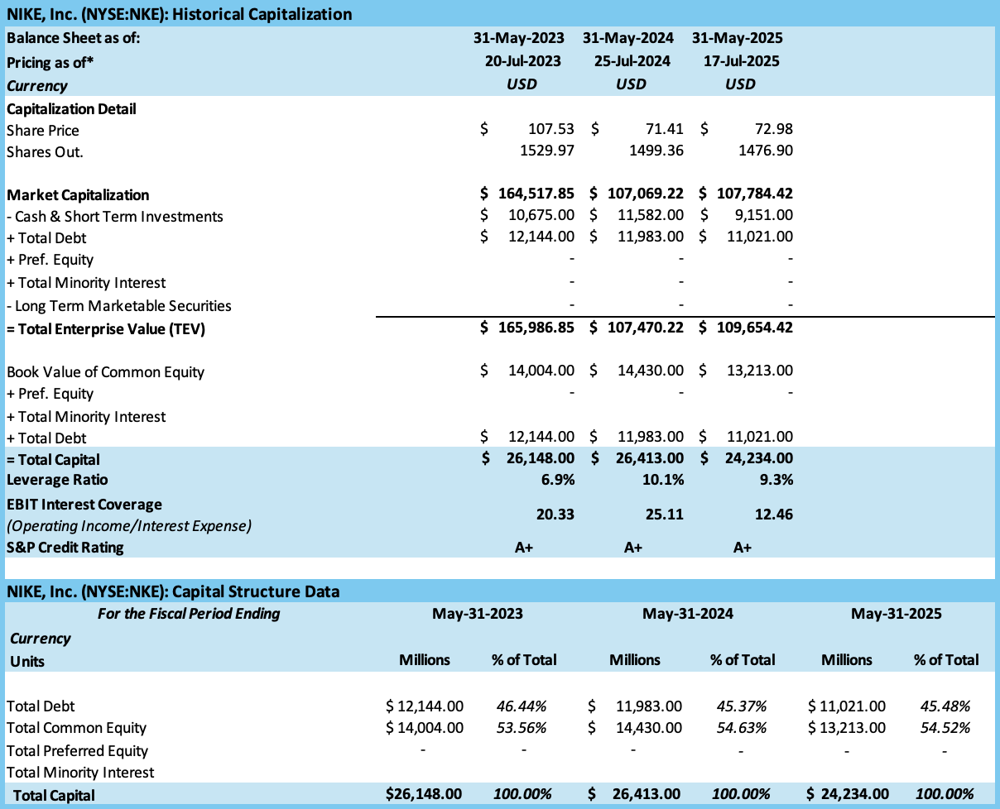 NIKE, Inc. (NYSE:NKE): Historical Capitalization
Balance Sheet as of: 31-May-2023 31-May-2024 31-May-2025
Pricing as of* 20-Jul-2023 25-Jul-2024 17-Jul-2025
Currency USD USD USD
Capitalization Detail
Share Price $ 107.53 $ 71.41 $ 72.98
Shares Out. 1529.97 1499.36 1476.90
Market Capitalization $ 164,517.85 $ 107,069.22 $ 107,784.42
- Cash & Short Term Investments $ 10,675.00 $ 11,582.00 $ 9,151.00
+ Total Debt $ 12,144.00 $ 11,983.00 $ 11,021.00
+ Pref. Equity - - -
+ Total Minority Interest - - -
- Long Term Marketable Securities - - -
= Total Enterprise Value (TEV) $ 165,986.85 $ 107,470.22 $ 109,654.42
Book Value of Common Equity $ 14,004.00 $ 14,430.00 $ 13,213.00
+ Pref. Equity - - -
+ Total Minority Interest
+ Total Debt $ 12,144.00 $ 11,983.00 $ 11,021.00
= Total Capital $ 26,148.00 $ 26,413.00 $ 24,234.00
Leverage Ratio 6.9% 10.1% 9.3%
EBIT Interest Coverage
20.33 25.11 12.46
(Operating Income/Interest Expense)
S&P Credit Rating A+ A+ A+
NIKE, Inc. (NYSE:NKE): Capital Structure Data
For the Fiscal Period Ending May-31-2023 May-31-2024 May-31-2025
Currency
Units Millions % of Total Millions % of Total Millions % of Total
Total Debt $ 12,144.00 46.44% $ 11,983.00 45.37% $ 11,021.00 45.48%
Total Common Equity $ 14,004.00 53.56% $ 14,430.00 54.63% $ 13,213.00 54.52%
Total Preferred Equity - - - - - -
Total Minority Interest
Total Capital $26,148.00 100.00% $ 26,413.00 100.00% $ 24,234.00 100.00%